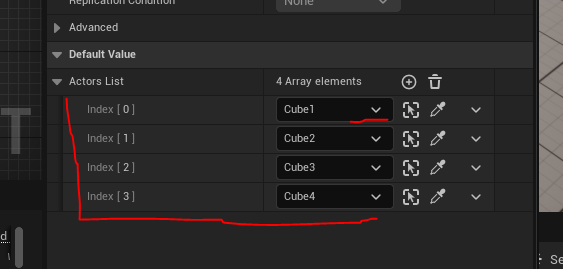 Replication Condition None
Advanced
Default Value
Actors List 4 Array elements
Index [ 0 ] Cube1
Index [ 1 ] Cube2
Index [ 2 ] Cube3
Index [ 3 ] Cube4
T
d
Se